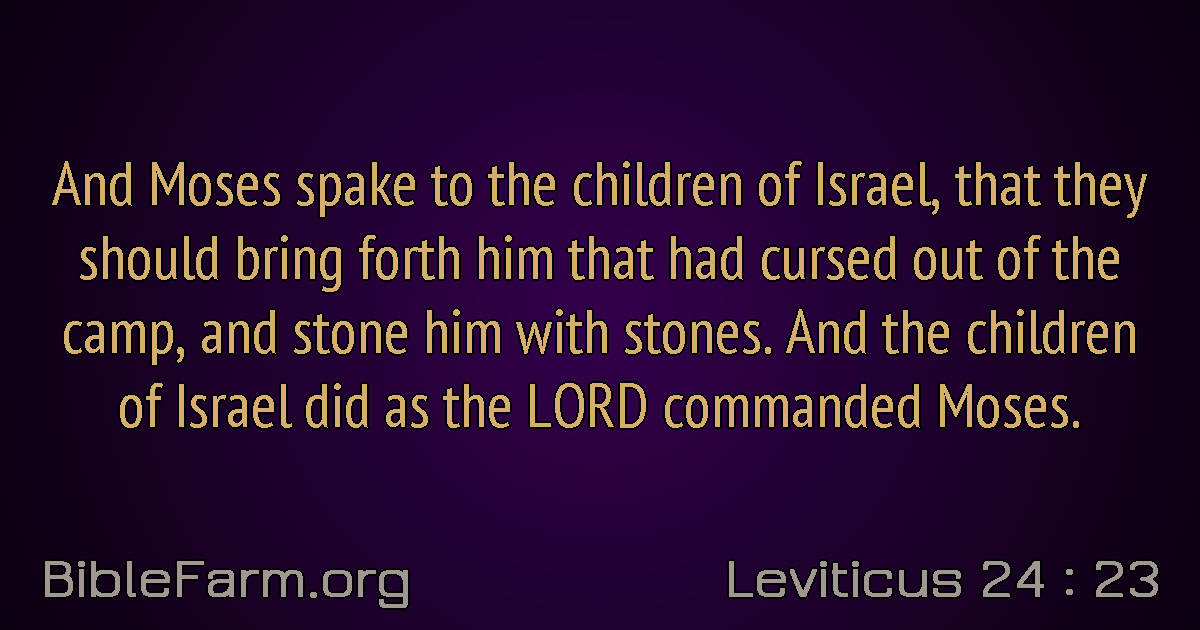 And Moses spake to the children of Israel, that they
should bring forth him that had cursed out of the
camp, and stone him with stones. And the children
of Israel did as the LORD commanded Moses.
BibleFarm.org
Leviticus 24 : 23